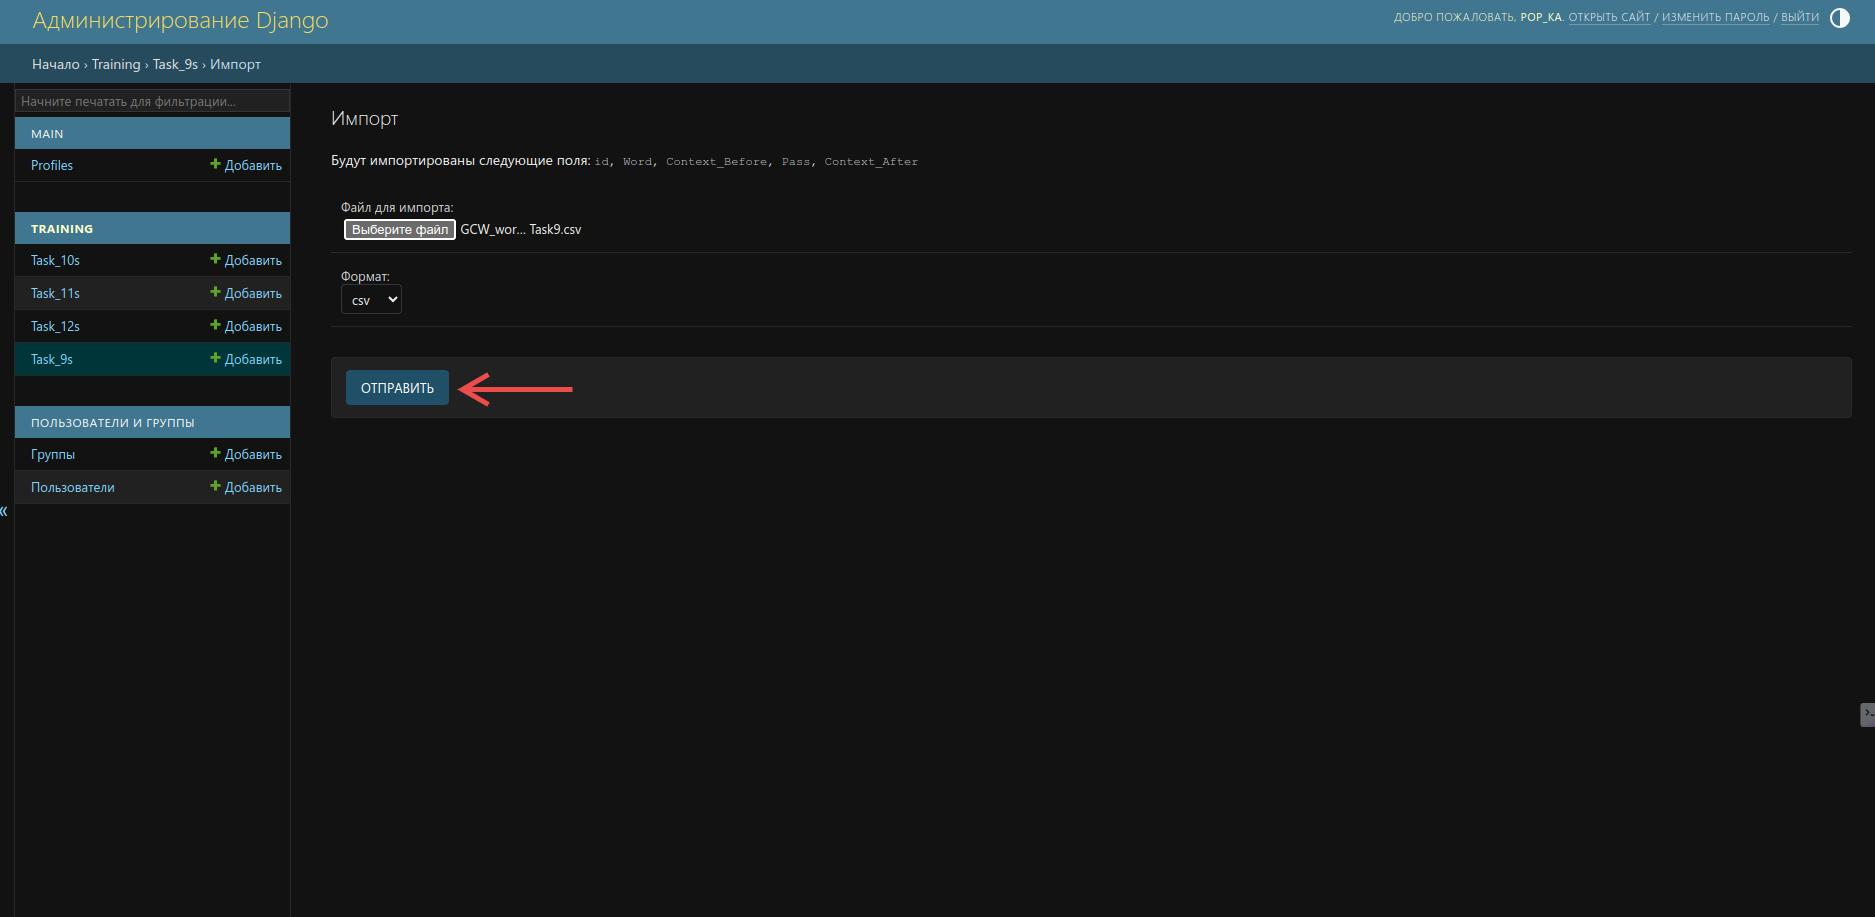 Администрирование Django
ДОБРО ПОЖАЛОВАТЬ, POP_KA. ОТКРЫТЬ САЙТ / ИЗМЕНИТЬ ПАРОЛЬ / ВЫЙТИ
Начало › Training › Task_9s › Импорт
Начните печатать для фильтрации...
MAIN
Profiles + Добавить
TRAINING
Task_10s + Добавить
Task_11s + Добавить
Task_12s + Добавить
Task_9s + Добавить
ПОЛЬЗОВАТЕЛИ И ГРУППЫ
Группы + Добавить
Пользователи + Добавить
«
Импорт
Будут импортированы следующие поля: id, Word, Context_Before, Pass, Context_After
Файл для импорта:
Выберите файл GCW_wor... Task9.csv
Формат:
csv
ОТПРАВИТЬ